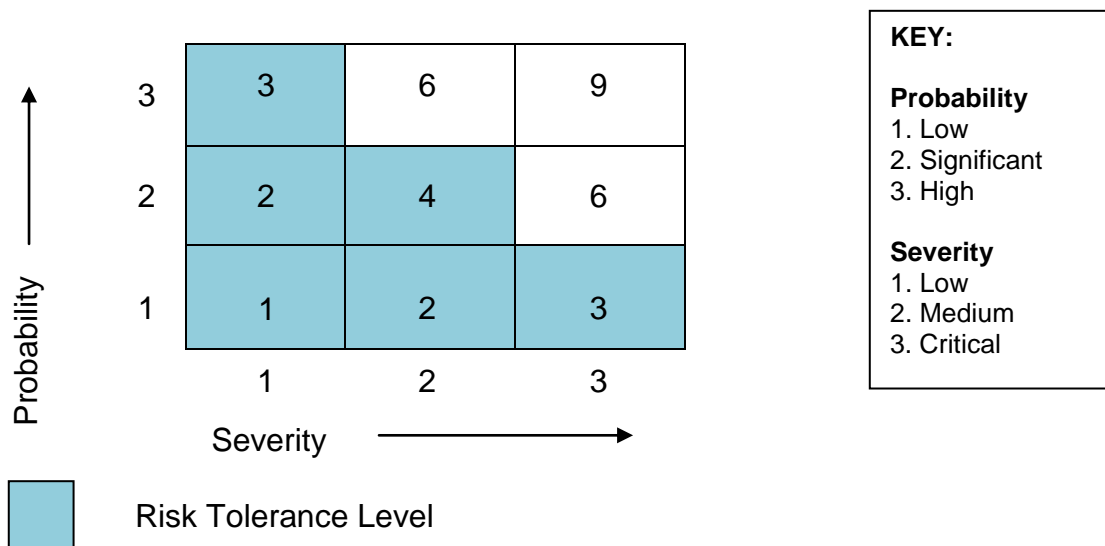 3 3 6 9
2 2 4 6
1 1 2 3
1 2 3
Probability
Severity
Risk Tolerance Level
KEY:
Probability
1. Low
2. Significant
3. High
Severity
1. Low
2. Medium
3. Critical